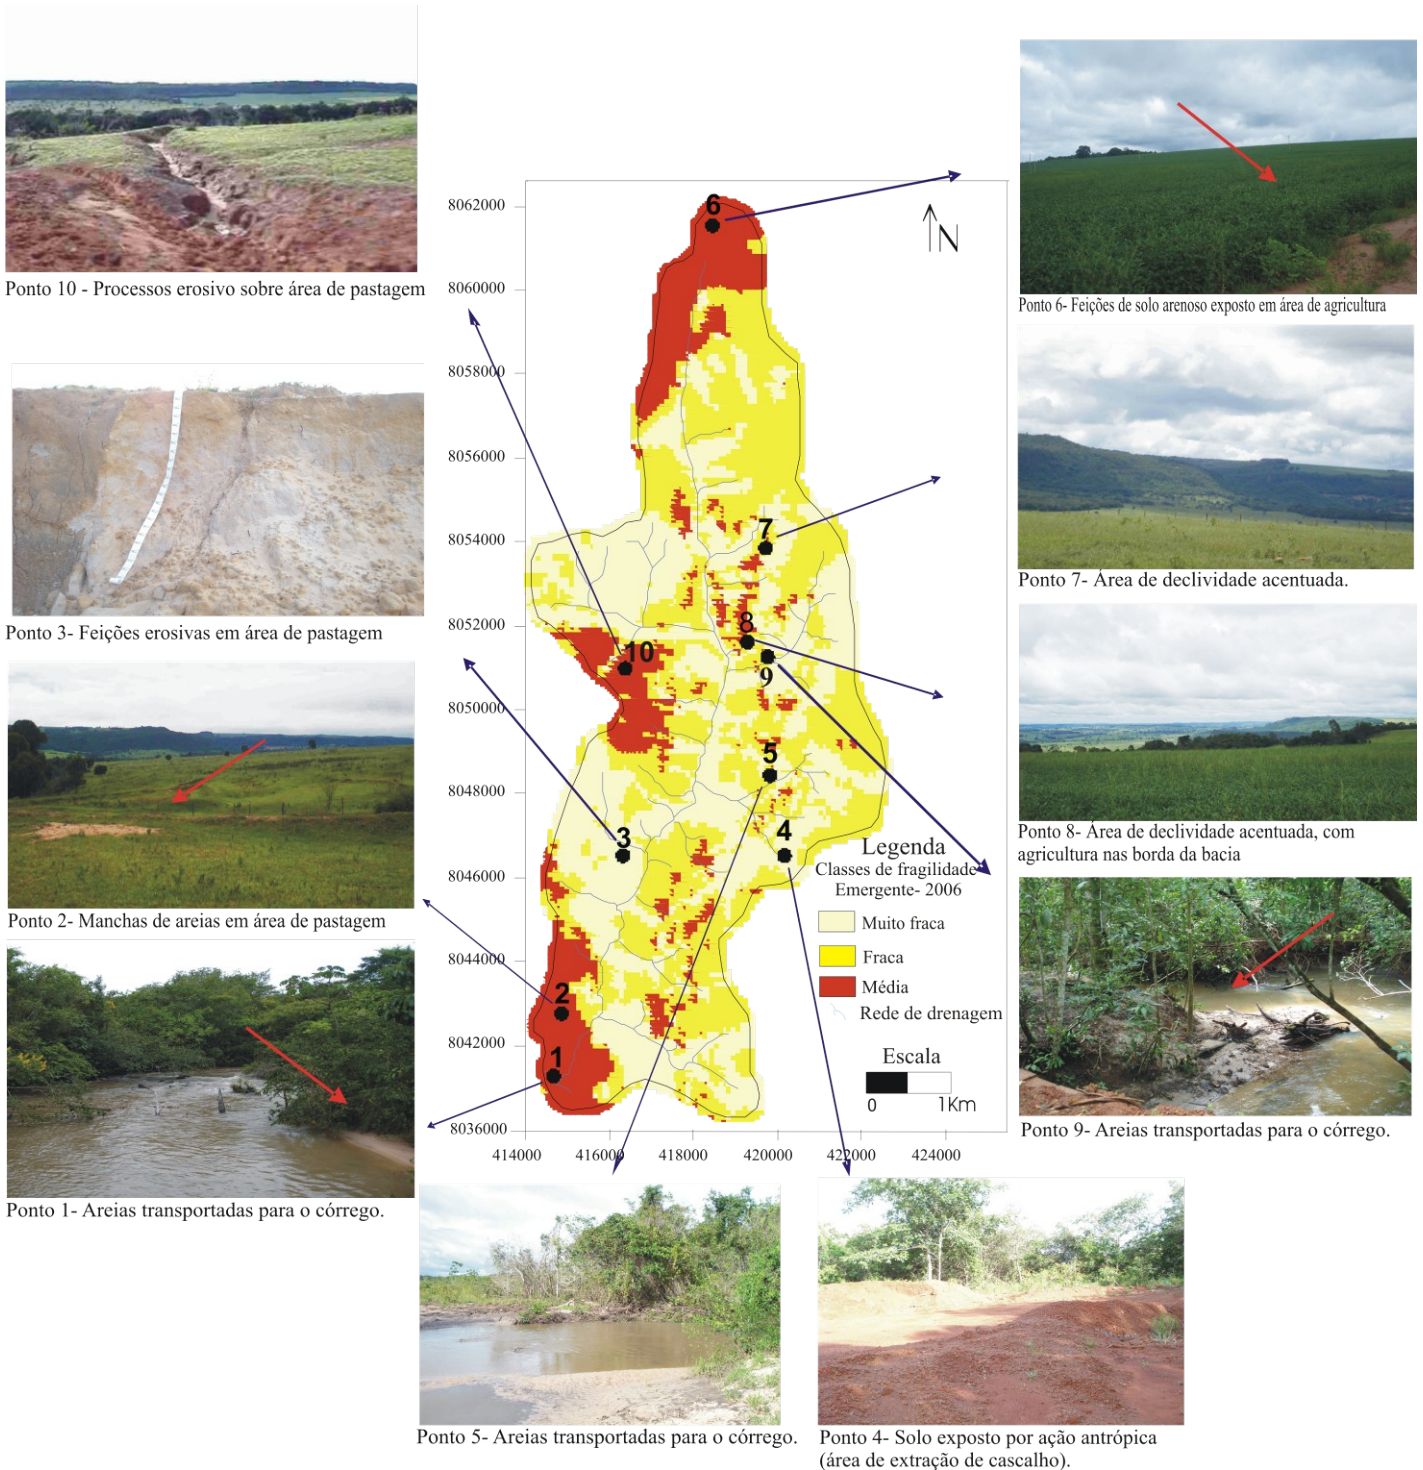 Ponto 10 - Processos erosivo sobre área de pastagem
Ponto 3- Feições erosivas em área de pastagem
Ponto 2- Manchas de areias em área de pastagem
Ponto 1- Areias transportadas para o córrego.
8062000
8060000
8058000
8056000
8054000
8052000
8050000
8048000
8046000
8044000
8042000
8036000
414000
416000
418000
420000
422000
424000
N
6
7
8
9
10
5
4
3
2
1
Legenda
Classes de fragilidade
Emergente- 2006
Muito fraca
Fraca
Média
Rede de drenagem
Escala
0 1Km
Ponto 6- Feições de solo arenoso exposto em área de agricultura
Ponto 7- Área de declividade acentuada.
Ponto 8- Área de declividade acentuada, com
agricultura nas borda da bacia
Ponto 9- Areias transportadas para o córrego.
Ponto 5- Areias transportadas para o córrego.
Ponto 4- Solo exposto por ação antrópica
(área de extração de cascalho).